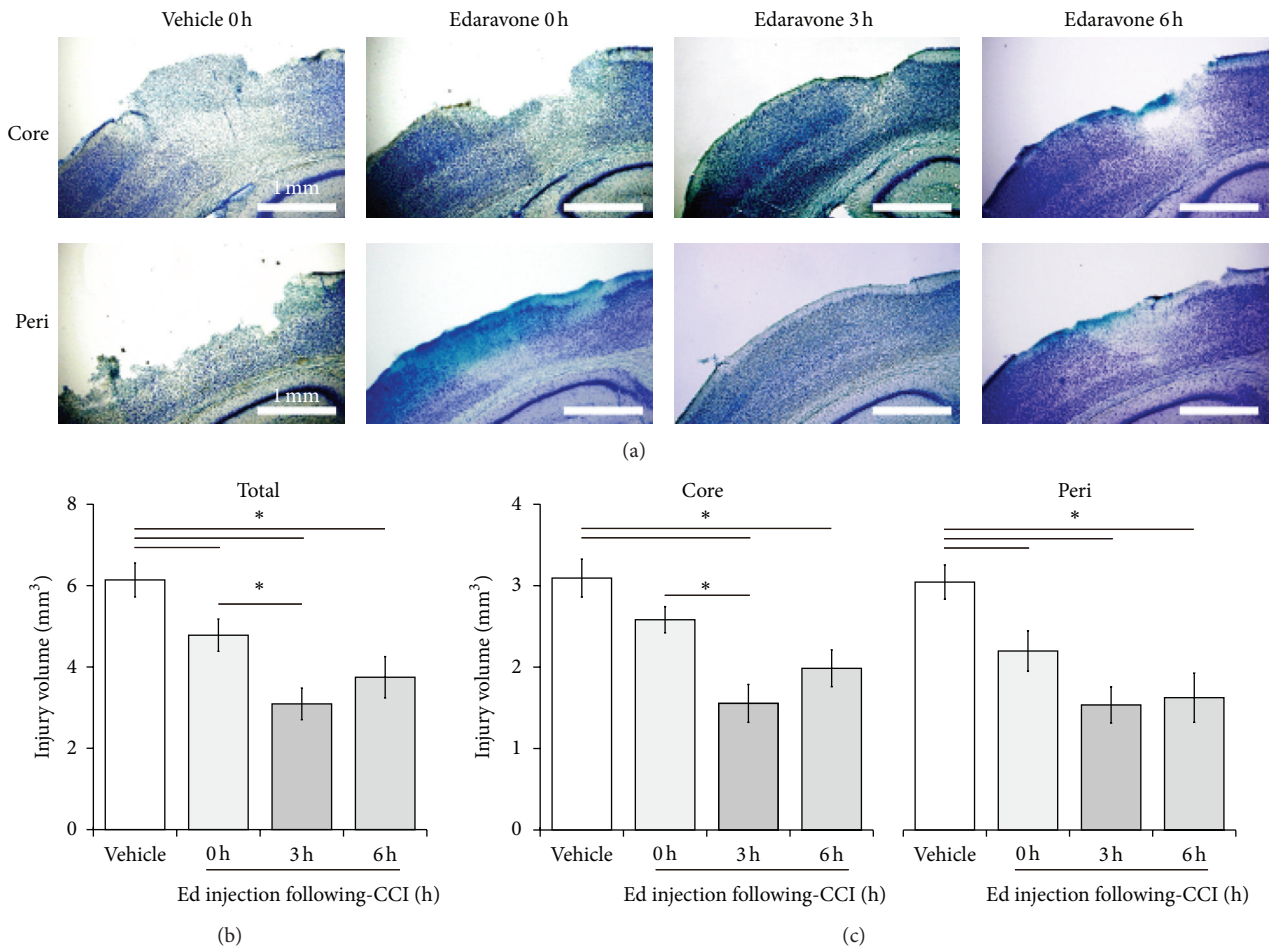 Vehicle 0 h
Edaravone 0 h
Edaravone 3 h
Edaravone 6 h
Core
1 mm
Peri
1 mm
(a)
Total
Injury volume (mm³)
8
6
4
2
0
*
*
Vehicle
0 h
3 h
6 h
Ed injection following-CCI (h)
(b)
Core
Injury volume (mm³)
4
3
2
1
0
*
*
Vehicle
0 h
3 h
6 h
Ed injection following-CCI (h)
Peri
*
Vehicle
0 h
3 h
6 h
Ed injection following-CCI (h)
(c)